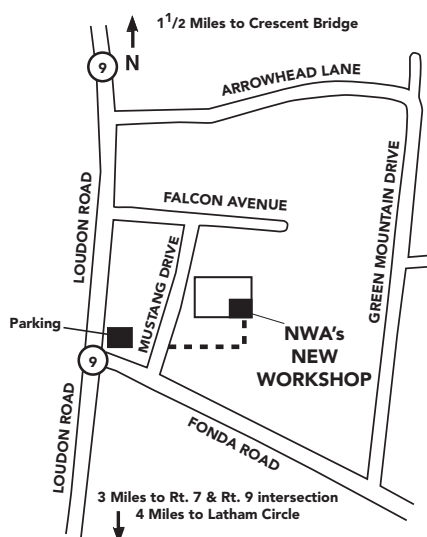 1 1/2 Miles to Crescent Bridge
9
N
ARROWHEAD LANE
FALCON AVENUE
LOUDON ROAD
GREEN MOUNTAIN DRIVE
MUSTANG DRIVE
Parking
NWA's
NEW
WORKSHOP
9
LOUDON ROAD
FONDA ROAD
3 Miles to Rt. 7 & Rt. 9 intersection
4 Miles to Latham Circle